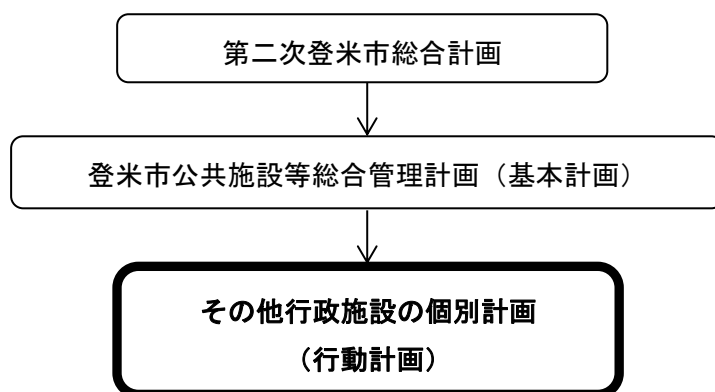 第二次登米市総合計画
登米市公共施設等総合管理計画（基本計画）
その他行政施設の個別計画
（行動計画）